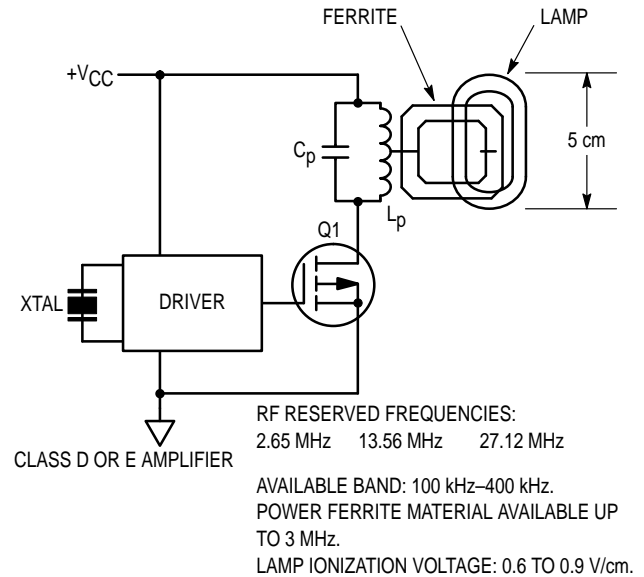 FERRITE
LAMP
+VCC
Cp
5 cm
Lp
Q1
XTAL
DRIVER
RF RESERVED FREQUENCIES:
2.65 MHz 13.56 MHz 27.12 MHz
CLASS D OR E AMPLIFIER
AVAILABLE BAND: 100 kHz–400 kHz.
POWER FERRITE MATERIAL AVAILABLE UP
TO 3 MHz.
LAMP IONIZATION VOLTAGE: 0.6 TO 0.9 V/cm.